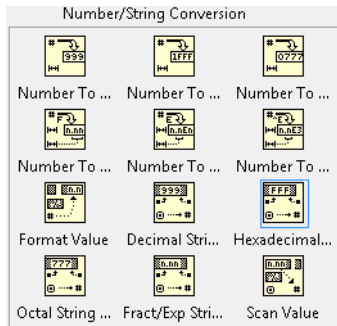 Number/String Conversion
# 999
# 1FFF
# 0777
Number To ... Number To ... Number To ...
#F n.nn
#E n.nEn
#^E n.nE3
Number To ... Number To ... Number To ...
n.n
999 #
FFF #
Format Value Decimal Stri... Hexadecimal...
777 #
n.nn #
n.nn #
Octal String ... Fract/Exp Stri... Scan Value